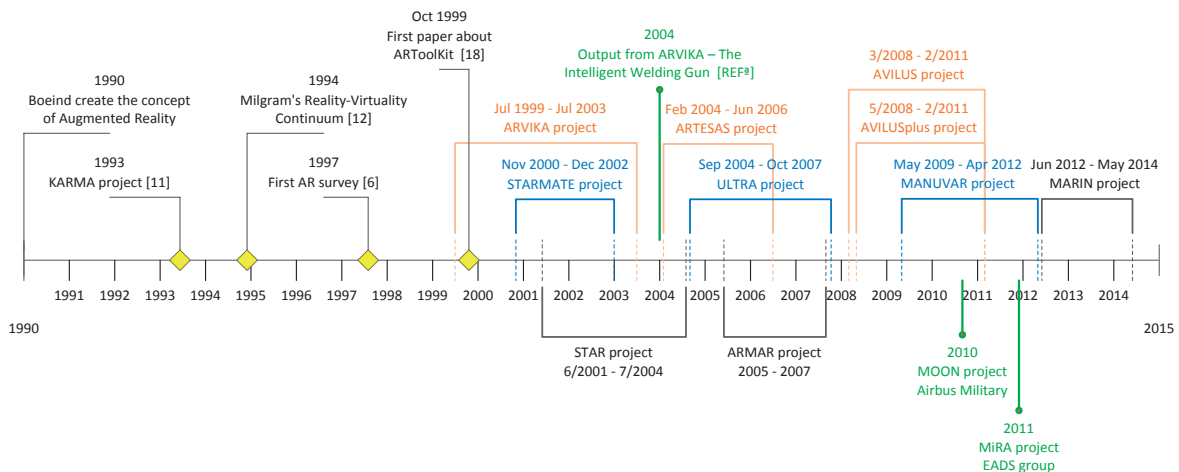 Oct 1999
First paper about
ARToolKit [18]
2004
Output from ARVIKA – The
Intelligent Welding Gun [REFª]
3/2008 - 2/2011
AVILUS project
1990
Boeind create the concept
of Augmented Reality
1994
Milgram's Reality-Virtuality
Continuum [12]
Jul 1999 - Jul 2003
ARVIKA project
Feb 2004 - Jun 2006
ARTESAS project
5/2008 - 2/2011
AVILUSplus project
1993
KARMA project [11]
1997
First AR survey [6]
Nov 2000 - Dec 2002
STARMATE project
Sep 2004 - Oct 2007
ULTRA project
May 2009 - Apr 2012
MANUVAR project
Jun 2012 - May 2014
MARIN project
1991 1992 1993 1994 1995 1996 1997 1998 1999 2000 2001 2002 2003 2004 2005 2006 2007 2008 2009 2010 2011 2012 2013 2014
1990
2015
STAR project
6/2001 - 7/2004
ARMAR project
2005 - 2007
2010
MOON project
Airbus Military
2011
MiRA project
EADS group